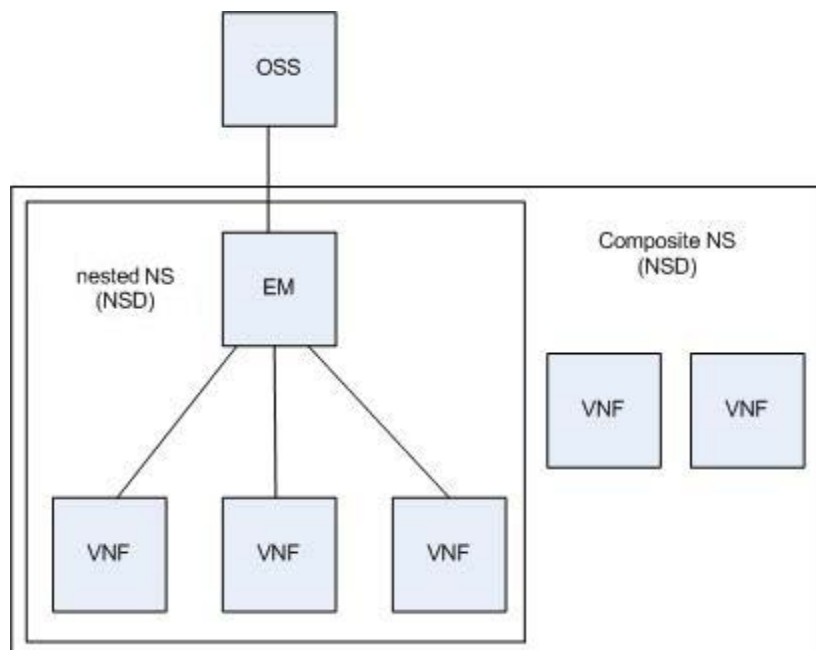 OSS
nested NS
(NSD)
EM
Composite NS
(NSD)
VNF
VNF
VNF
VNF
VNF